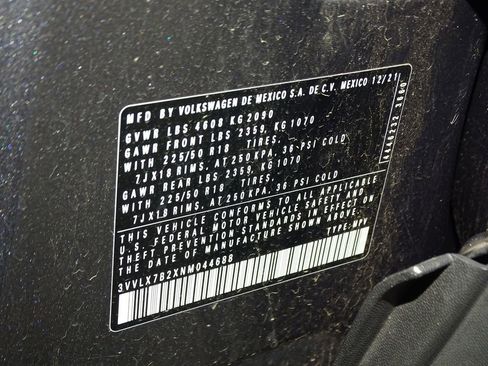 MFD BY VOLKSWAGEN DE MEXICO S.A. DE C.V. MEXICO 12/21
GVWR LBS 4608 KG 2090
GAWR FRONT LBS 2359, KG 1070
WITH 225/50 R18 TIRES,
7JX18 RIMS, AT 250 KPA, 36 PSI COLD
GAWR REAR LBS 2359, KG 1070
WITH 225/50 R18 TIRES,
7JX18 RIMS, AT 250 KPA, 36 PSI COLD
THIS VEHICLE CONFORMS TO ALL APPLICABLE
U.S. FEDERAL MOTOR VEHICLE SAFETY AND
THEFT PREVENTION STANDARDS IN EFFECT ON
THE DATE OF MANUFACTURE SHOWN ABOVE.
3VVLX7B2XNM044688 TYPE: MPV